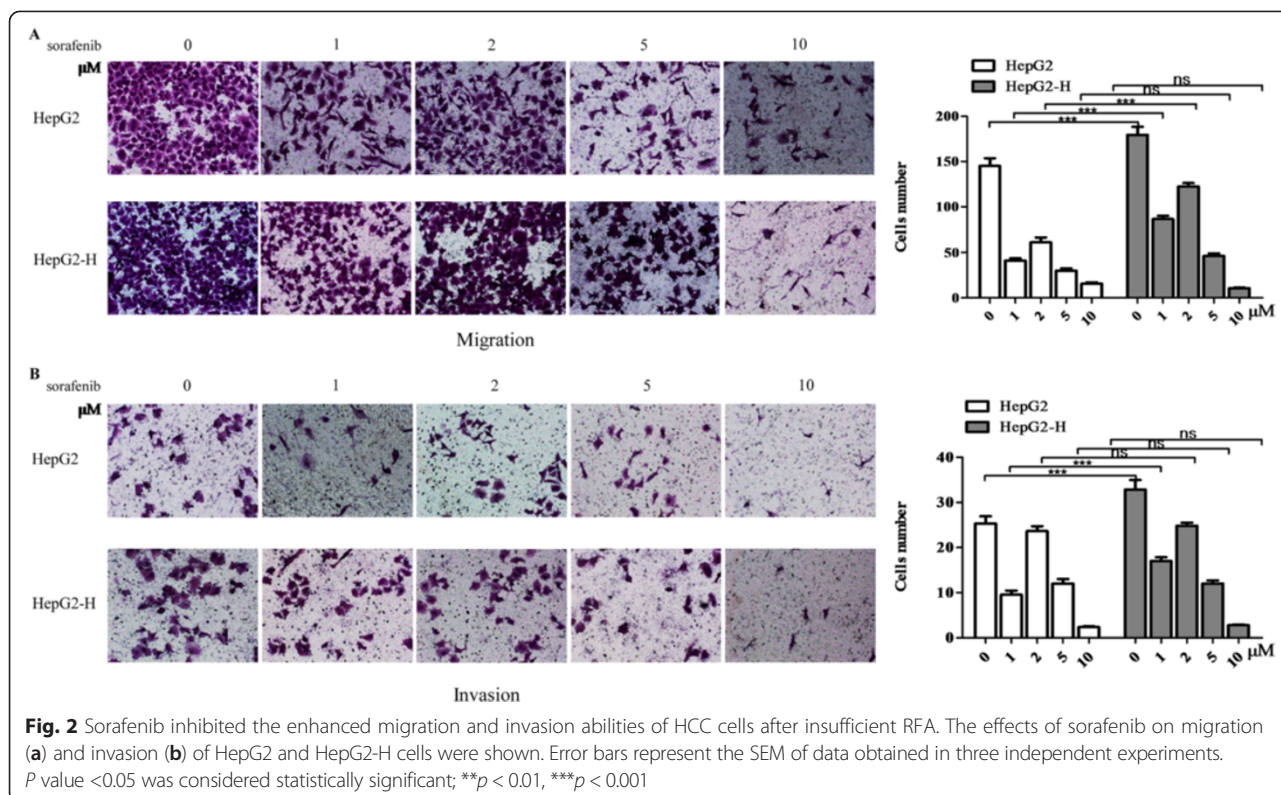 A
sorafenib 0 1 2 5 10
μM
HepG2
HepG2-H
Migration
HepG2
HepG2-H
ns
ns
***
***
***
Cells number
200
150
100
50
0
0 1 2 5 10 0 1 2 5 10 μM
B
sorafenib 0 1 2 5 10
μM
HepG2
HepG2-H
Invasion
HepG2
HepG2-H
ns
ns
ns
***
***
Cells number
40
30
20
10
0
0 1 2 5 10 0 1 2 5 10 μM
Fig. 2 Sorafenib inhibited the enhanced migration and invasion abilities of HCC cells after insufficient RFA. The effects of sorafenib on migration
(a) and invasion (b) of HepG2 and HepG2-H cells were shown. Error bars represent the SEM of data obtained in three independent experiments.
P value <0.05 was considered statistically significant; **p < 0.01, ***p < 0.001